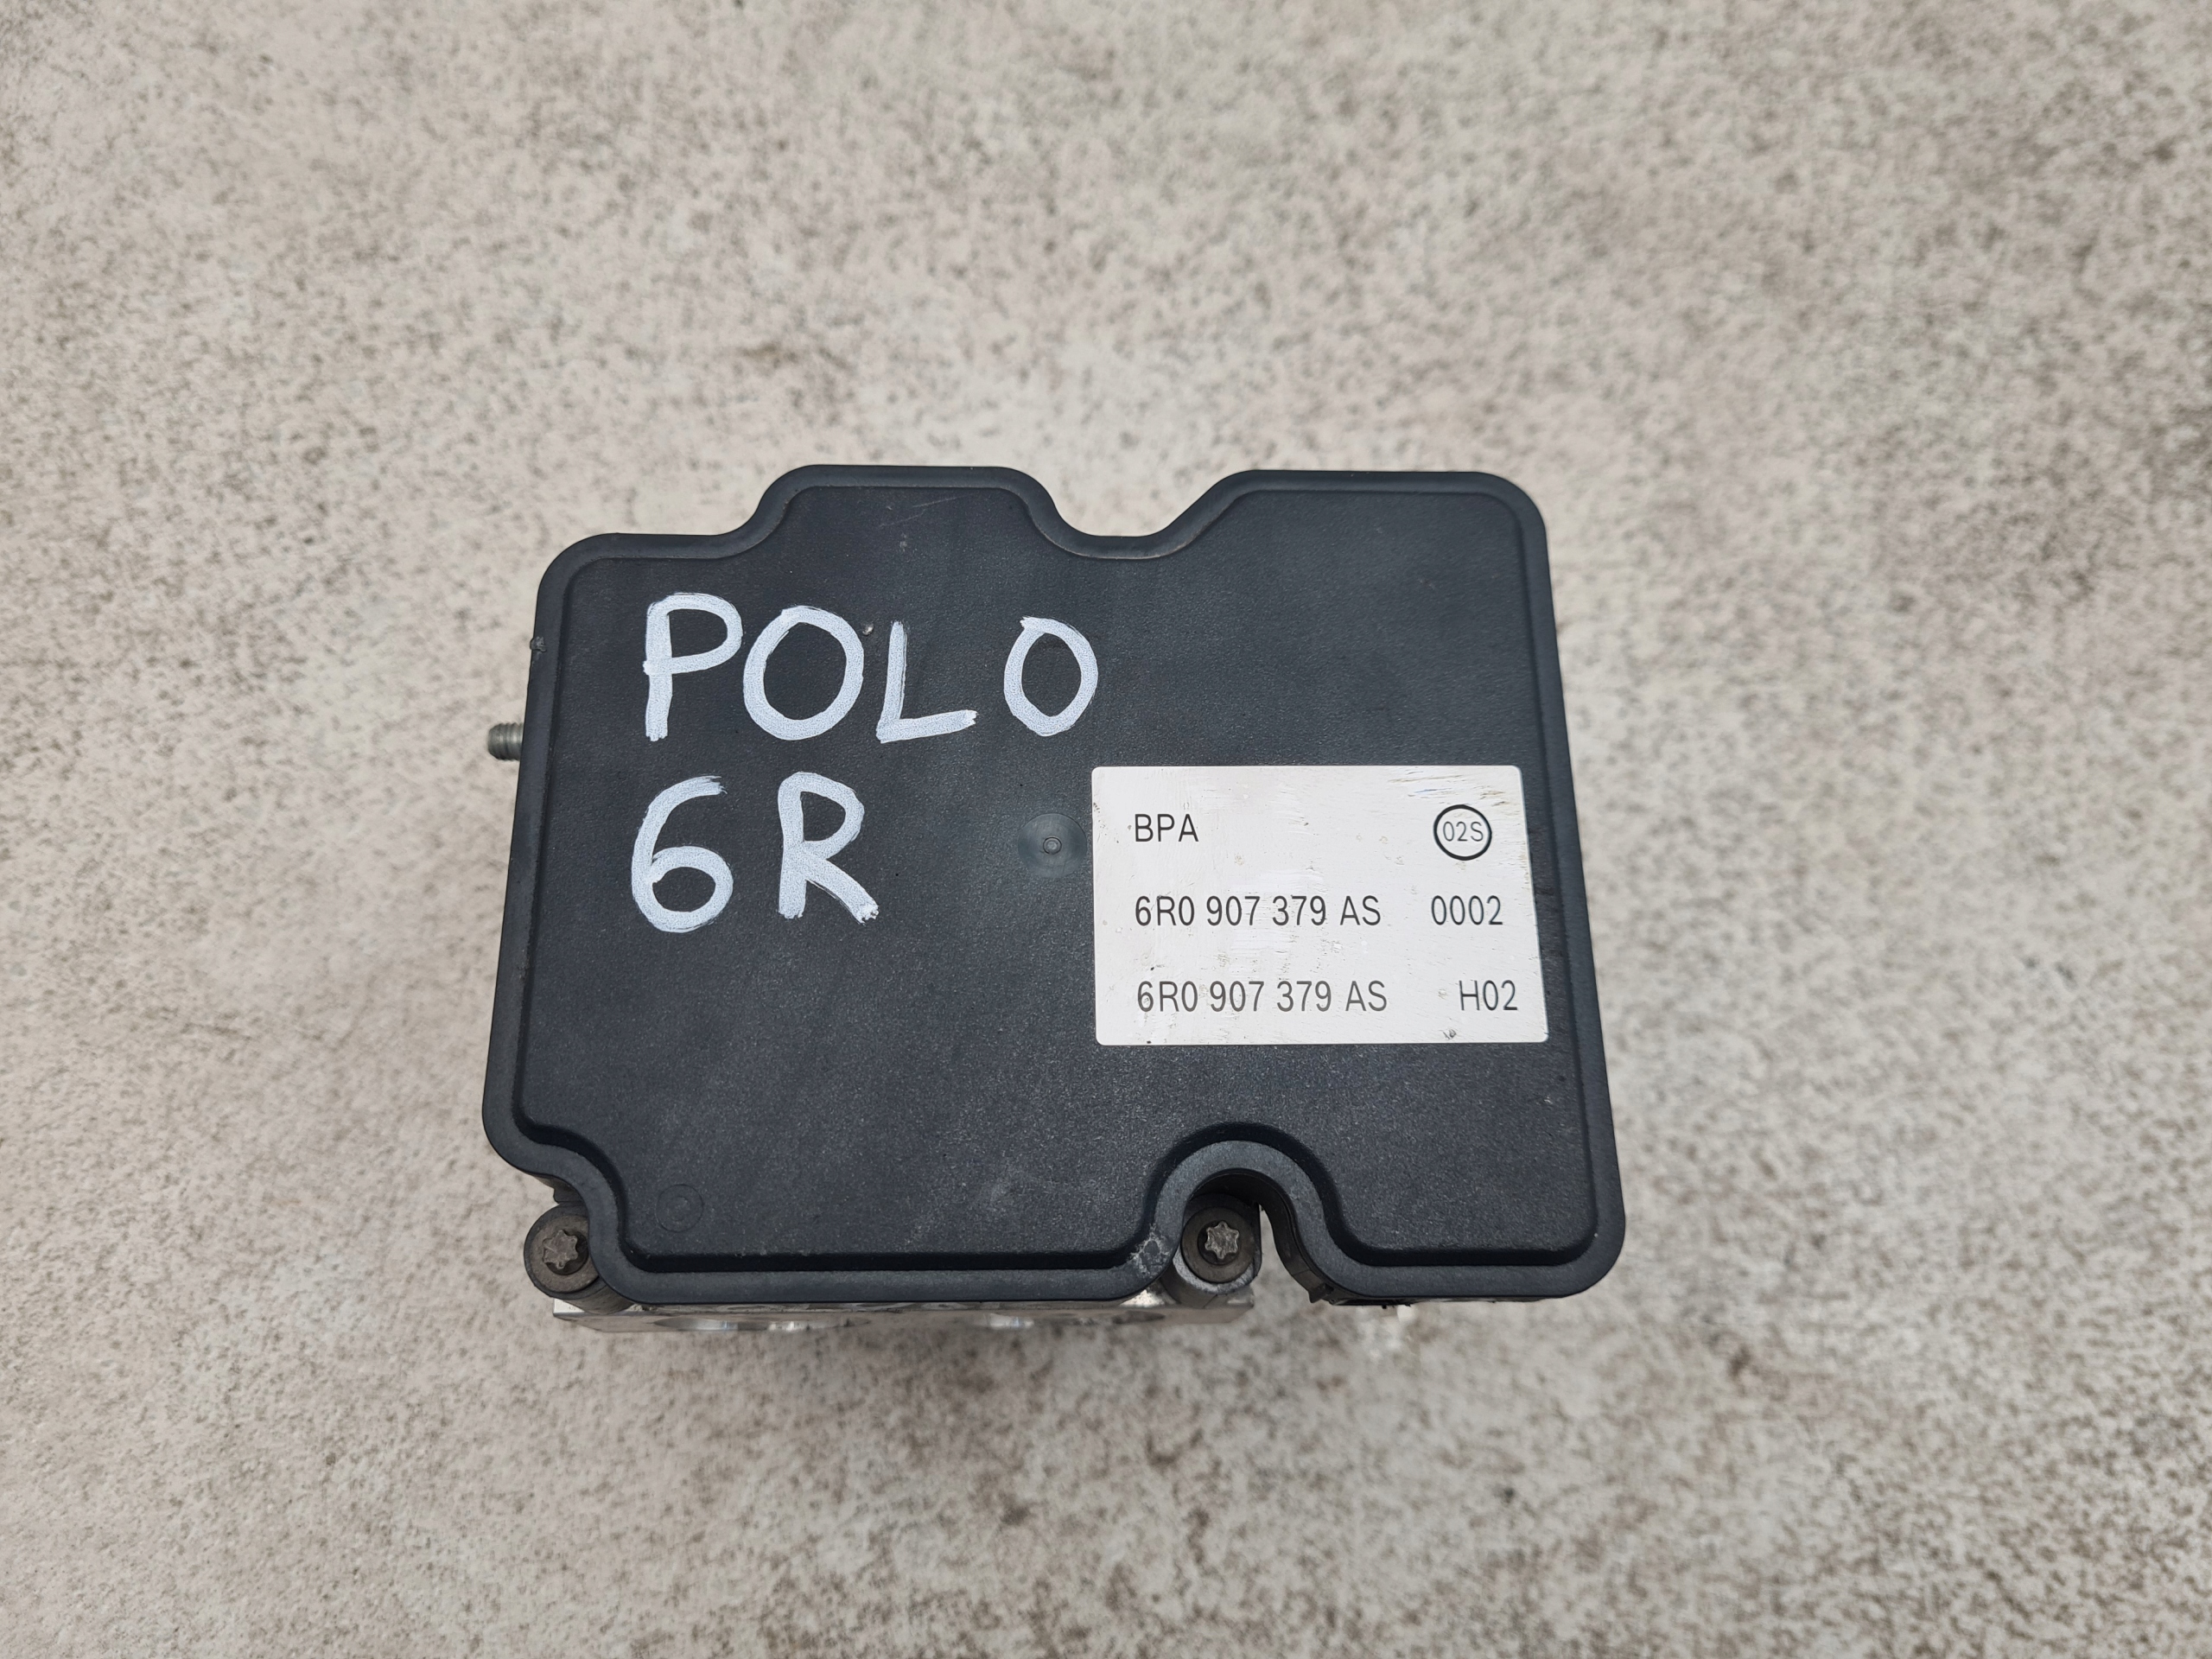 POLO
6R
BPA 02S
6R0 907 379 AS 0002
6R0 907 379 AS H02